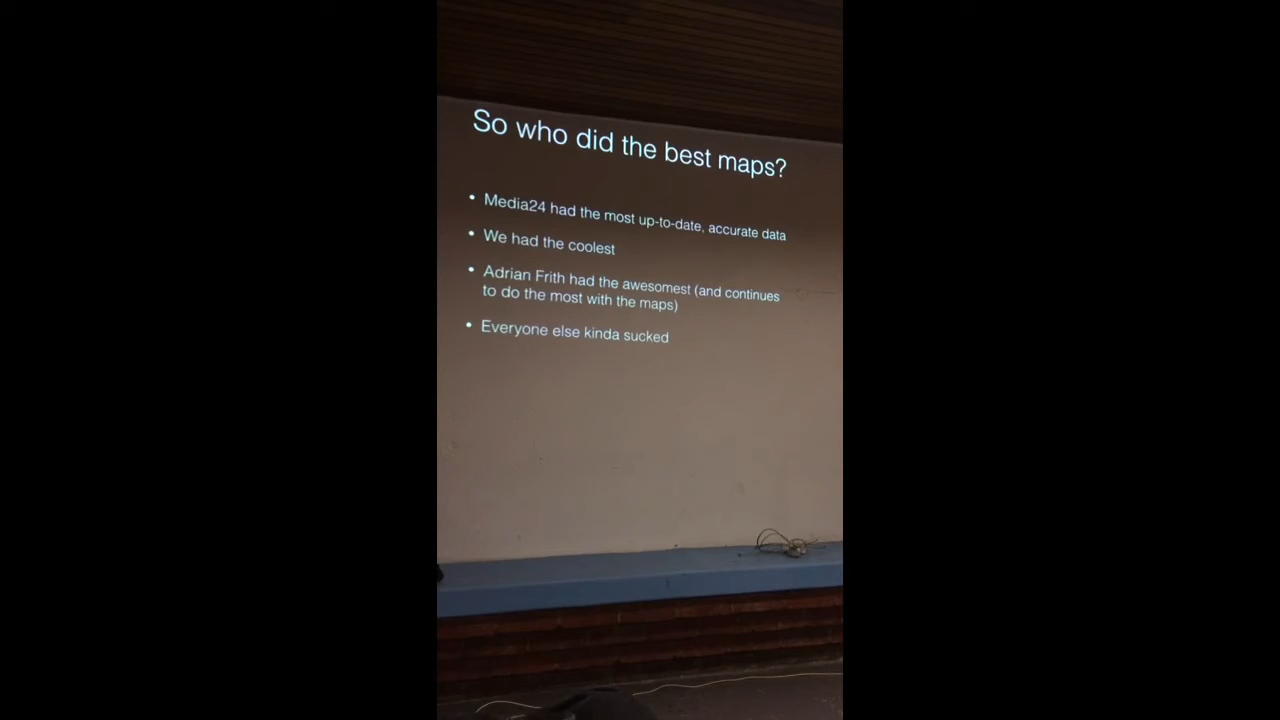 So who did the best maps?
• Media24 had the most up-to-date, accurate data
• We had the coolest
• Adrian Frith had the awesomest (and continues
to do the most with the maps)
• Everyone else kinda sucked